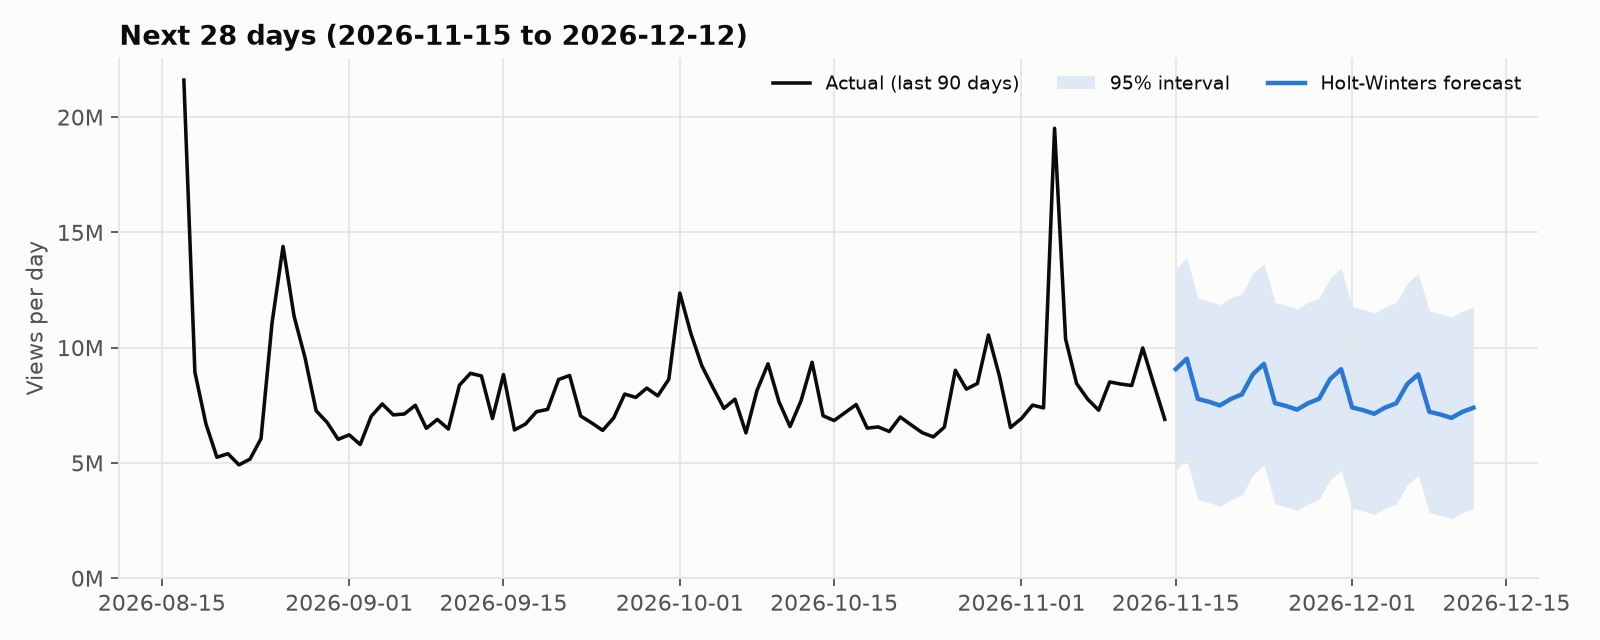 Next 28 days (2026-11-15 to 2026-12-12)
Actual (last 90 days)
95% interval
Holt-Winters forecast
Views per day
20M
15M
10M
5M
0M
2026-08-15
2026-09-01
2026-09-15
2026-10-01
2026-10-15
2026-11-01
2026-11-15
2026-12-01
2026-12-15